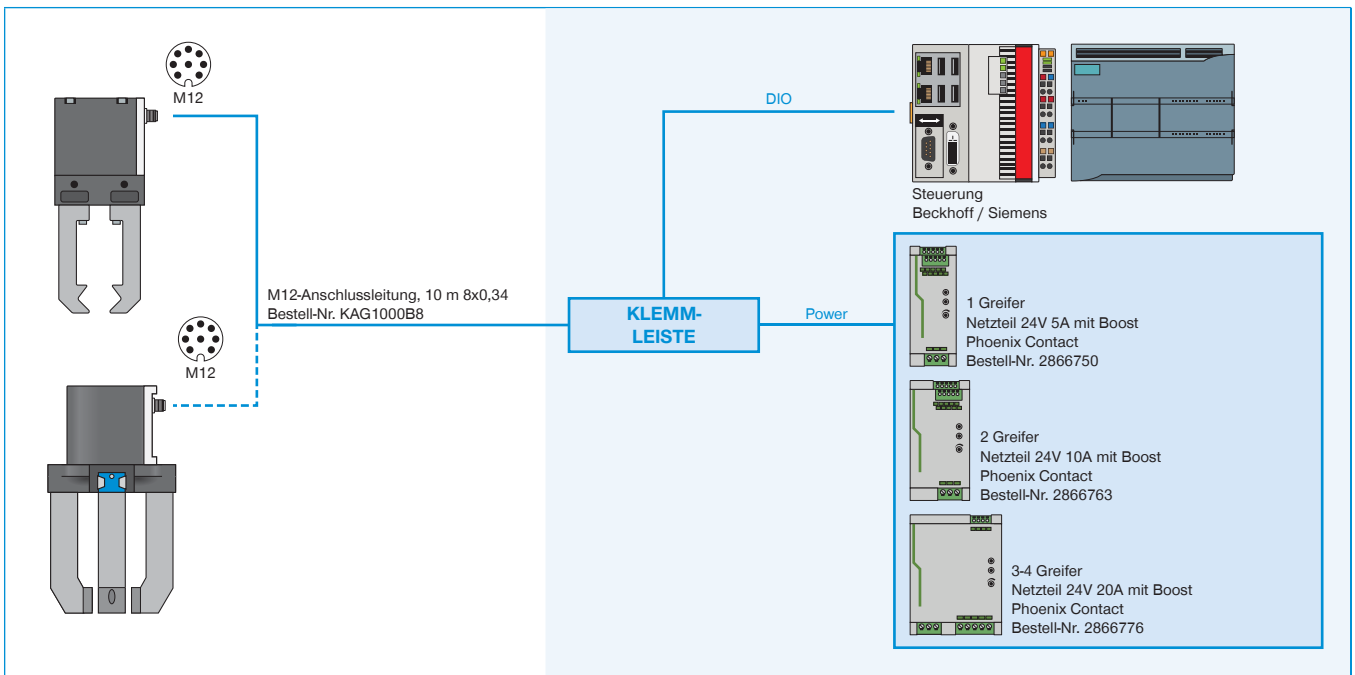 M12
M12
M12-Anschlussleitung, 10 m 8x0,34
Bestell-Nr. KAG1000B8
KLEMM-
LEISTE
DIO
Power
Steuerung
Beckhoff / Siemens
1 Greifer
Netzteil 24V 5A mit Boost
Phoenix Contact
Bestell-Nr. 2866750
2 Greifer
Netzteil 24V 10A mit Boost
Phoenix Contact
Bestell-Nr. 2866763
3-4 Greifer
Netzteil 24V 20A mit Boost
Phoenix Contact
Bestell-Nr. 2866776